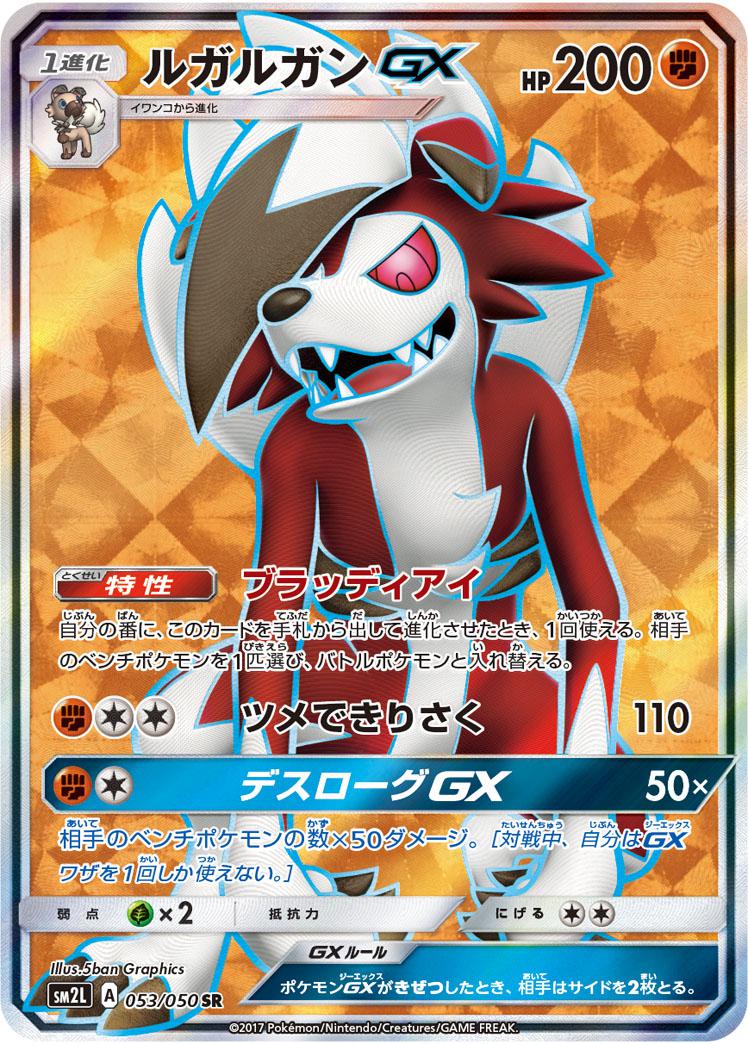 1進化 ルガルガンGX HP200
イワンコから進化
とくせい 特性 ブラッディアイ
自分の番に、このカードを手札から出して進化させたとき、1回使える。相手
のベンチポケモンを1匹選び、バトルポケモンと入れ替える。
ツメできりさく 110
デスローグGX 50×
相手のベンチポケモンの数×50ダメージ。[対戦中、自分はGX
ワザを1回しか使えない。]
弱点 ×2 抵抗力 にげる
GXルール
ポケモンGXがきぜつしたとき、相手はサイドを2枚とる。
Illus.5ban Graphics
SM2L A 053/050 SR
©2017 Pokémon/Nintendo/Creatures/GAME FREAK.